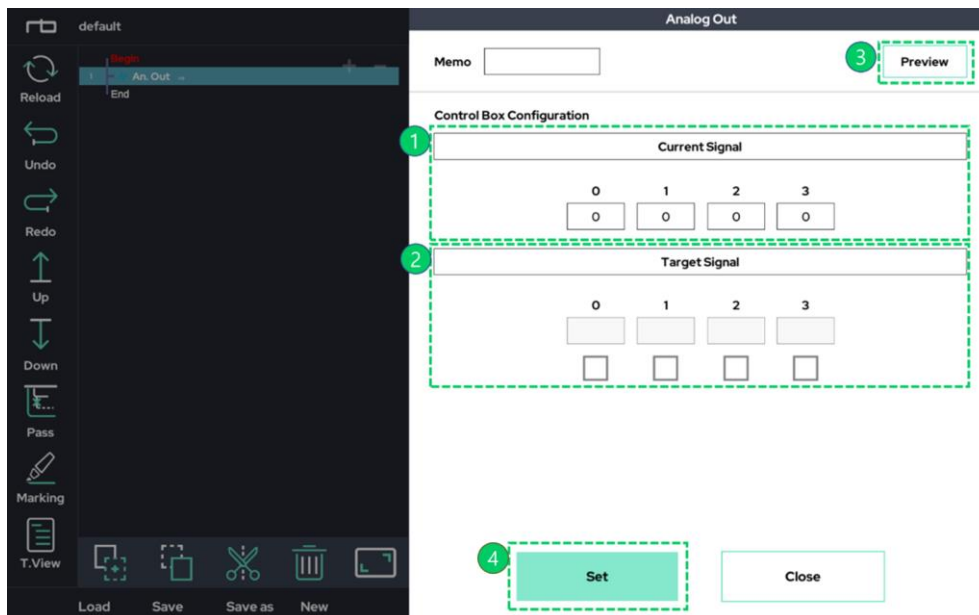 rb
default
Reload
Undo
Redo
Up
Down
Pass
Marking
T.View
Begin
1 An. Out
End
Load Save Save as New
Analog Out
Memo
3 Preview
Control Box Configuration
1 Current Signal
0 1 2 3
0 0 0 0
2 Target Signal
0 1 2 3
4 Set
Close